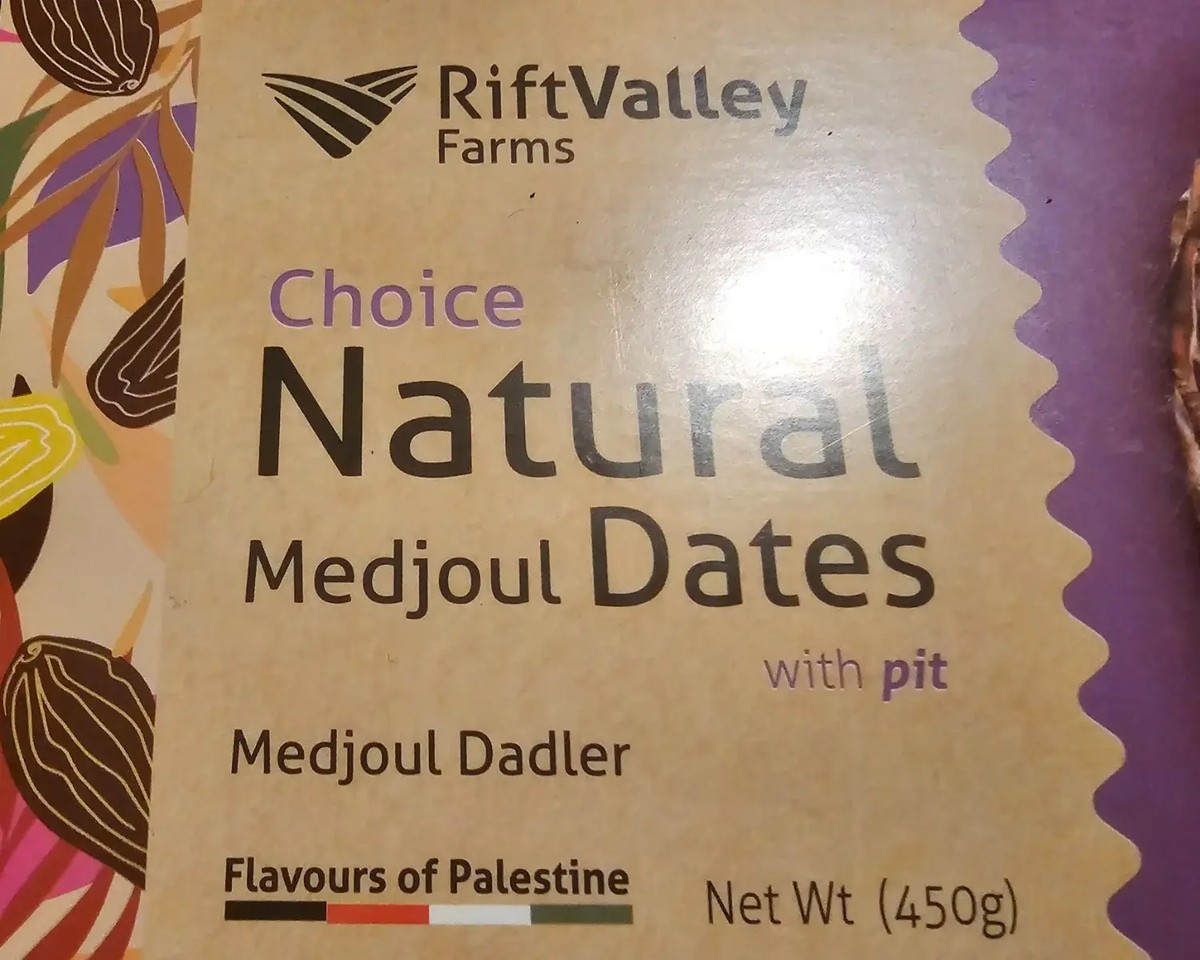 RiftValley
Farms
Choice
Natural
Medjoul Dates
with pit
Medjoul Dadler
Flavours of Palestine
Net Wt (450g)